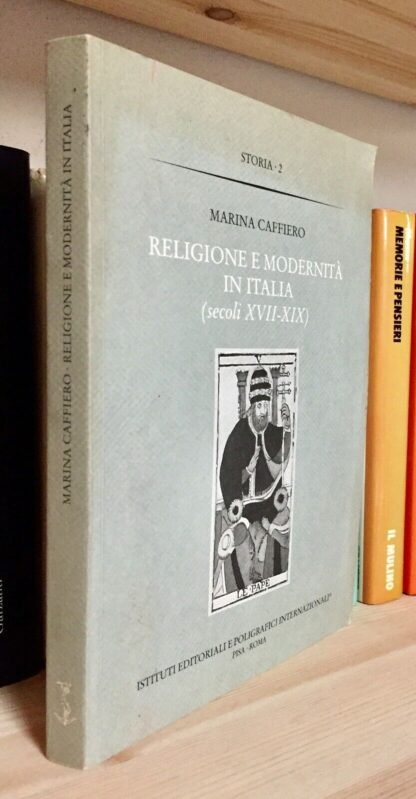 STORIA · 2
MARINA CAFFIERO
RELIGIONE E MODERNITÀ
IN ITALIA
(secoli XVII-XIX)
LE·PAPE
ISTITUTI EDITORIALI E POLIGRAFICI INTERNAZIONALI®
PISA · ROMA
MARINA CAFFIERO · RELIGIONE E MODERNITÀ IN ITALIA
MEMORIE E PENSIERI
IL MULINO
Garzanti